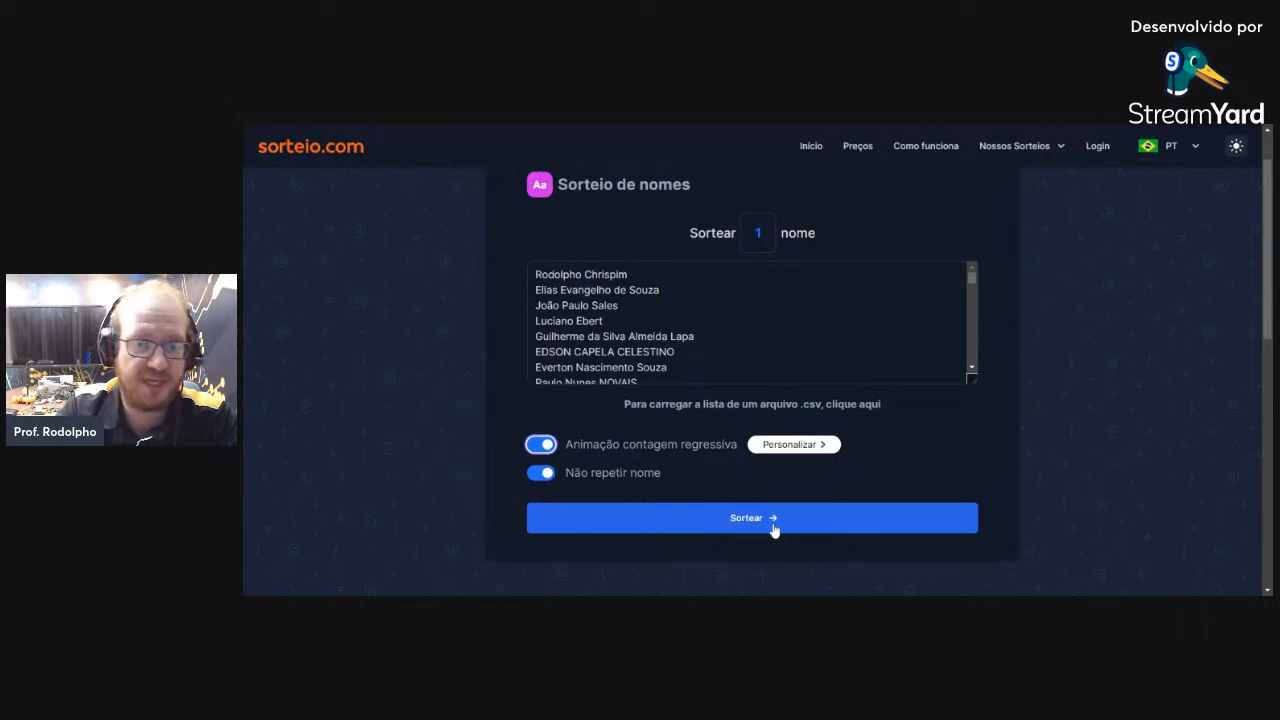 Desenvolvido por
StreamYard
sorteio.com
Início
Preços
Como funciona
Nossos Sorteios
Login
PT
Aa Sorteio de nomes
Sortear 1 nome
Rodolpho Chrispim
Elias Evangelho de Souza
João Paulo Sales
Luciano Ebert
Guilherme da Silva Almeida Lapa
EDSON CAPELA CELESTINO
Everton Nascimento Souza
Paulo Nunes NOVAIS
Para carregar a lista de um arquivo .csv, clique aqui
Animação contagem regressiva Personalizar
Não repetir nome
Sortear
Prof. Rodolpho